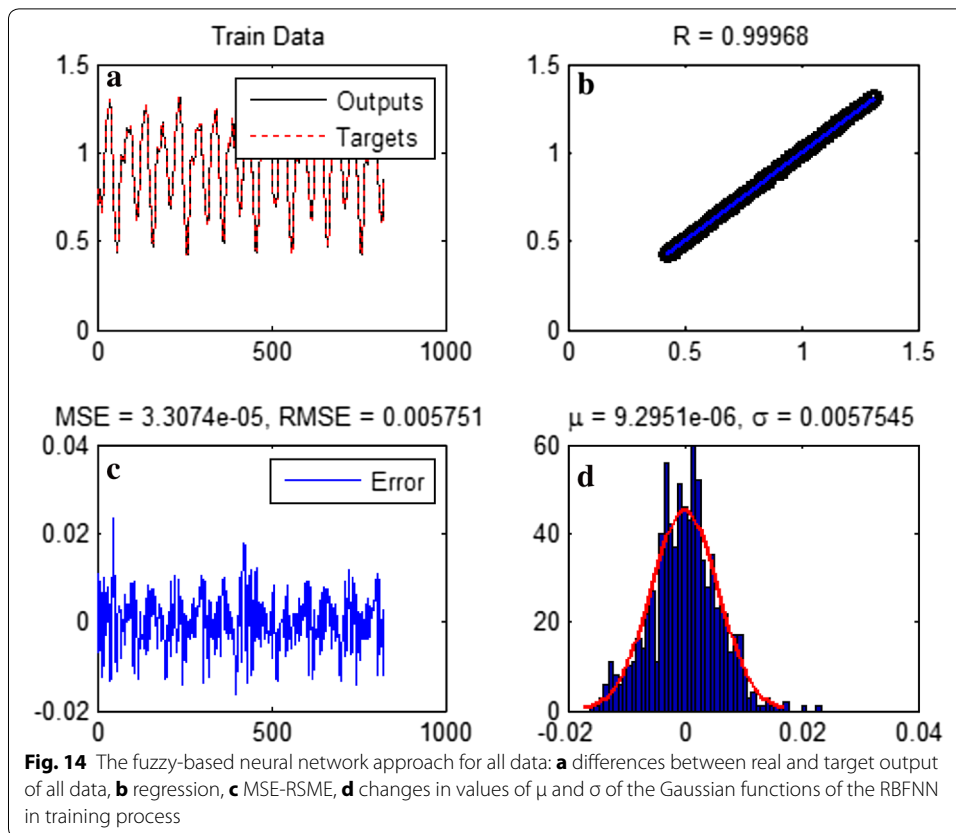 Train Data
1.5
a
Outputs
Targets
1
0.5
0
0 500 1000
R = 0.99968
1.5
b
1
0.5
0
0 0.5 1 1.5
MSE = 3.3074e-05, RMSE = 0.005751
0.04
c
Error
0.02
0
-0.02
0 500 1000
μ = 9.2951e-06, σ = 0.0057545
60
d
40
20
0
-0.02 0 0.02 0.04
Fig. 14 The fuzzy-based neural network approach for all data: a differences between real and target output
of all data, b regression, c MSE-RSME, d changes in values of μ and σ of the Gaussian functions of the RBFNN
in training process